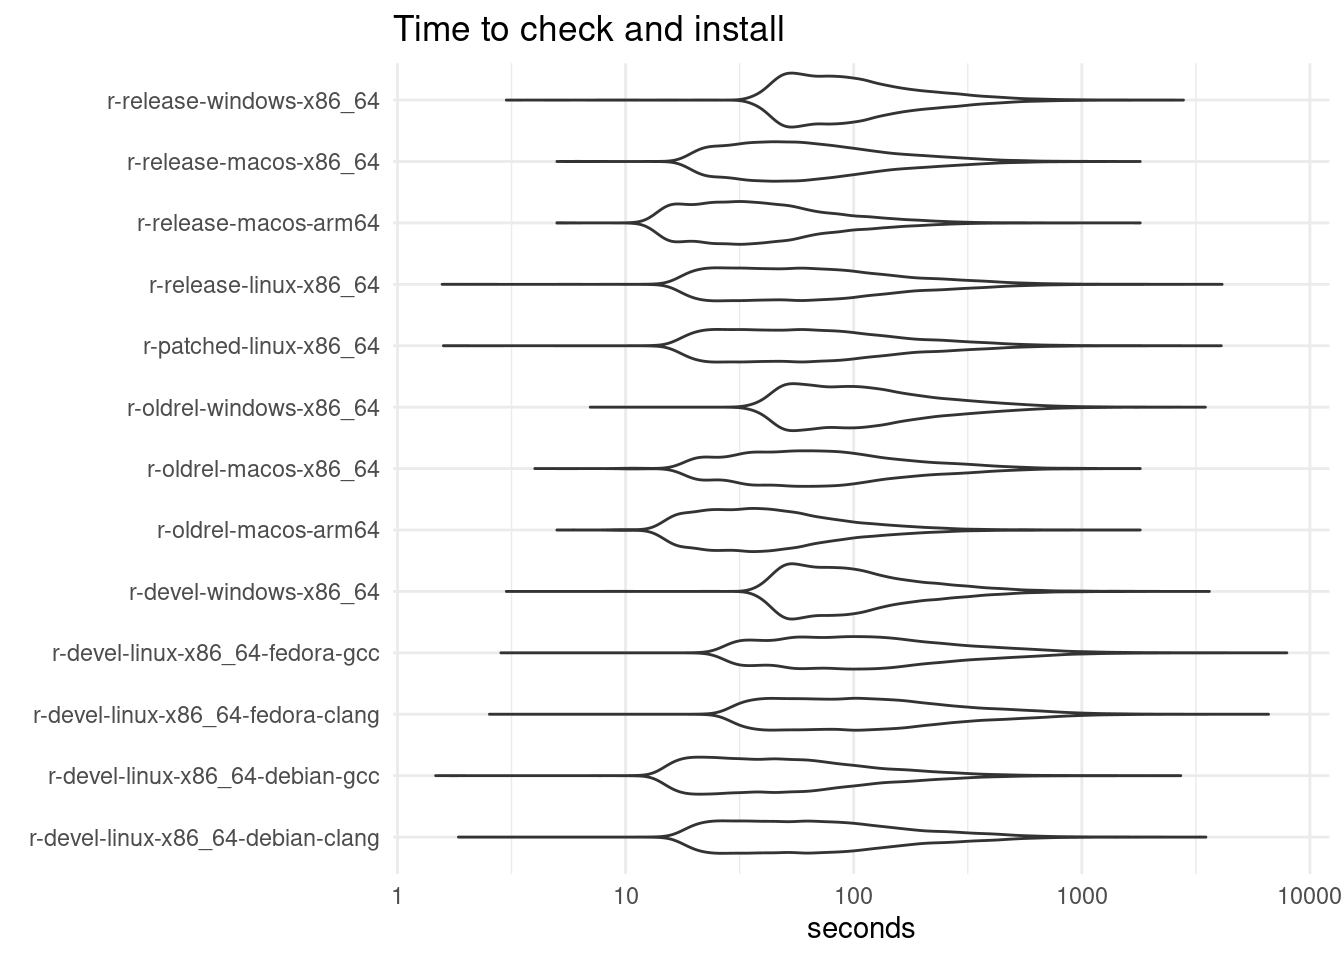 Time to check and install
r-release-windows-x86_64
r-release-macos-x86_64
r-release-macos-arm64
r-release-linux-x86_64
r-patched-linux-x86_64
r-oldrel-windows-x86_64
r-oldrel-macos-x86_64
r-oldrel-macos-arm64
r-devel-windows-x86_64
r-devel-linux-x86_64-fedora-gcc
r-devel-linux-x86_64-fedora-clang
r-devel-linux-x86_64-debian-gcc
r-devel-linux-x86_64-debian-clang
1 10 100 1000 10000
seconds